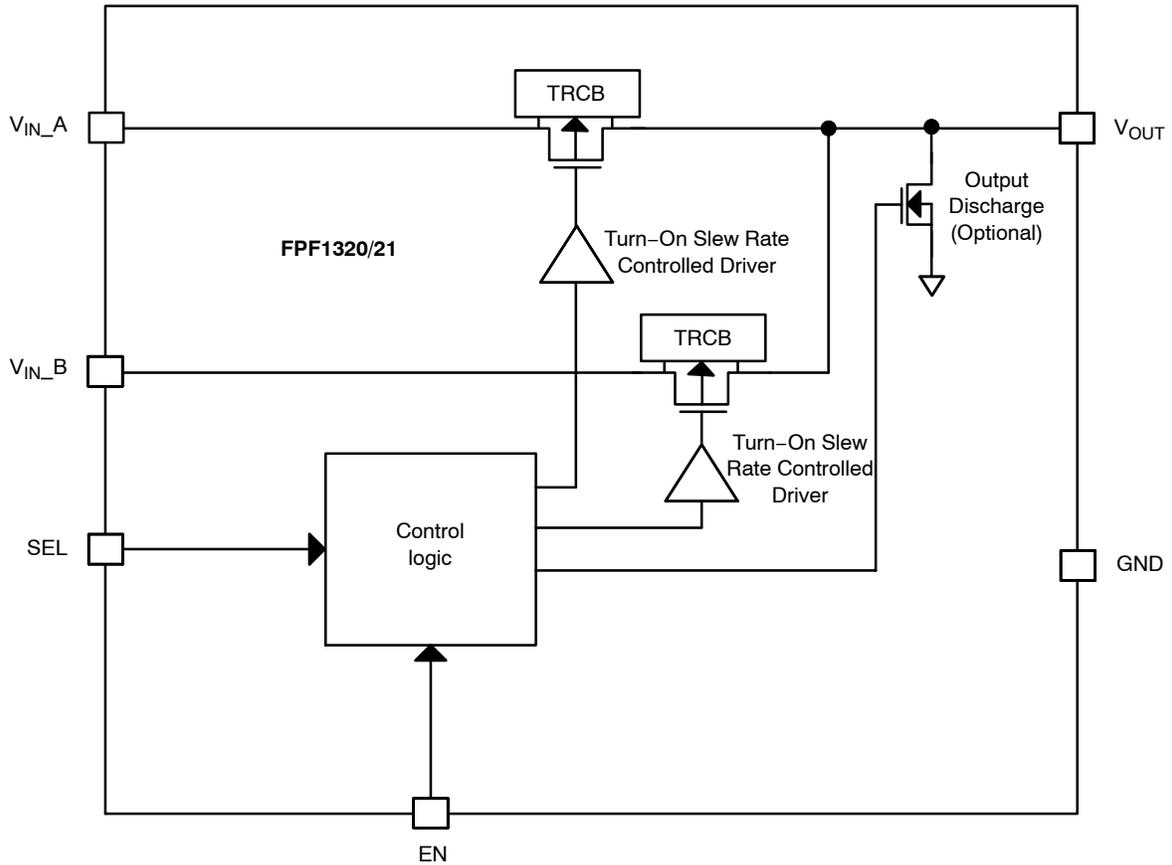 TRCB
V_IN_A
V_OUT
Output
Discharge
(Optional)
FPF1320/21
Turn−On Slew Rate
Controlled Driver
TRCB
V_IN_B
Turn−On Slew
Rate Controlled
Driver
Control
logic
SEL
GND
EN